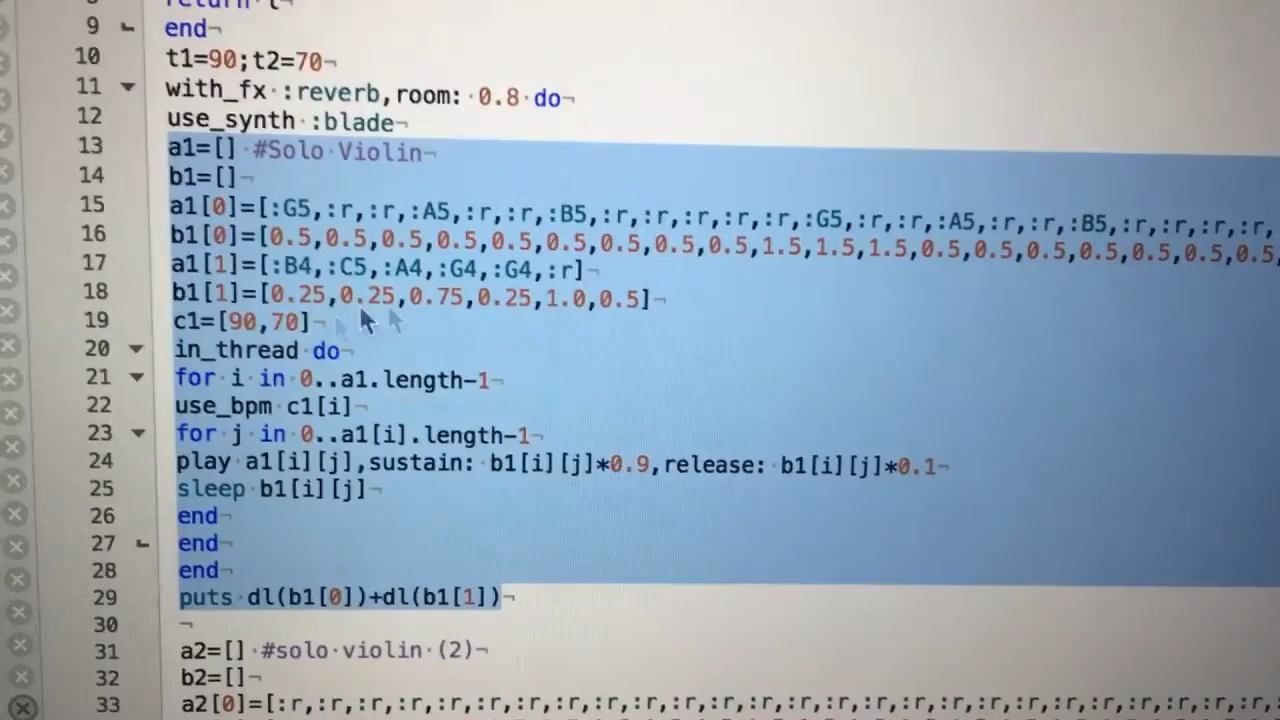 return t
9 end¬
10 t1=90;t2=70¬
11 with_fx :reverb,room: 0.8 do¬
12 use_synth :blade¬
13 a1=[] #Solo Violin¬
14 b1=[]¬
15 a1[0]=[:G5,:r,:r,:A5,:r,:r,:B5,:r,:r,:r,:r,:r,:G5,:r,:r,:A5,:r,:r,:B5,:r,:r,:r,:r,
16 b1[0]=[0.5,0.5,0.5,0.5,0.5,0.5,0.5,0.5,0.5,1.5,1.5,1.5,0.5,0.5,0.5,0.5,0.5,0.5,0.5,
17 a1[1]=[:B4,:C5,:A4,:G4,:G4,:r]¬
18 b1[1]=[0.25,0.25,0.75,0.25,1.0,0.5]¬
19 c1=[90,70]¬
20 in_thread do¬
21 for i in 0..a1.length-1¬
22 use_bpm c1[i]¬
23 for j in 0..a1[i].length-1¬
24 play a1[i][j],sustain: b1[i][j]*0.9,release: b1[i][j]*0.1¬
25 sleep b1[i][j]¬
26 end¬
27 end¬
28 end¬
29 puts dl(b1[0])+dl(b1[1])¬
30 ¬
31 a2=[] #solo violin (2)¬
32 b2=[]¬
33 a2[0]=[:r,:r,:r,:r,:r,:r,:r,:r,:r,:r,:r,:r,:r,:r,:r,:r,:r,:r,:r,:r,:r,:r,:r,:r,:r,:r,